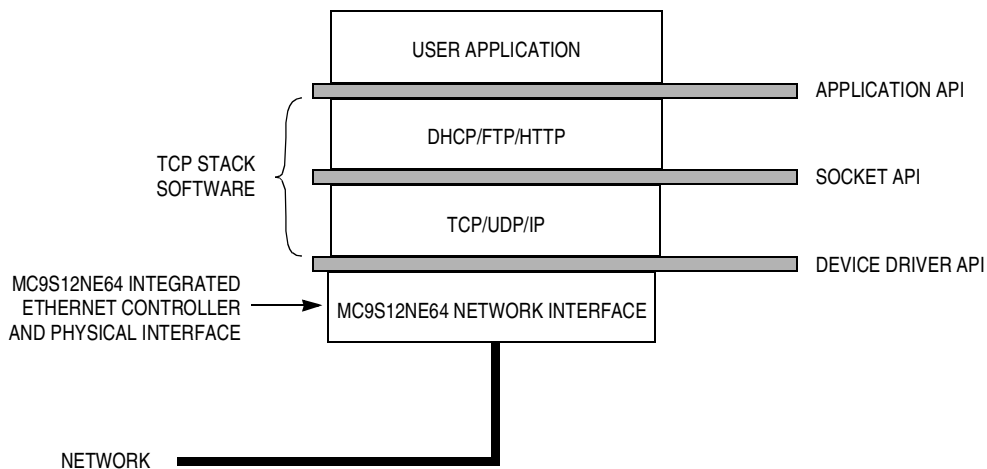 USER APPLICATION
APPLICATION API
DHCP/FTP/HTTP
TCP STACK
SOFTWARE
SOCKET API
TCP/UDP/IP
DEVICE DRIVER API
MC9S12NE64 INTEGRATED
ETHERNET CONTROLLER
AND PHYSICAL INTERFACE
MC9S12NE64 NETWORK INTERFACE
NETWORK